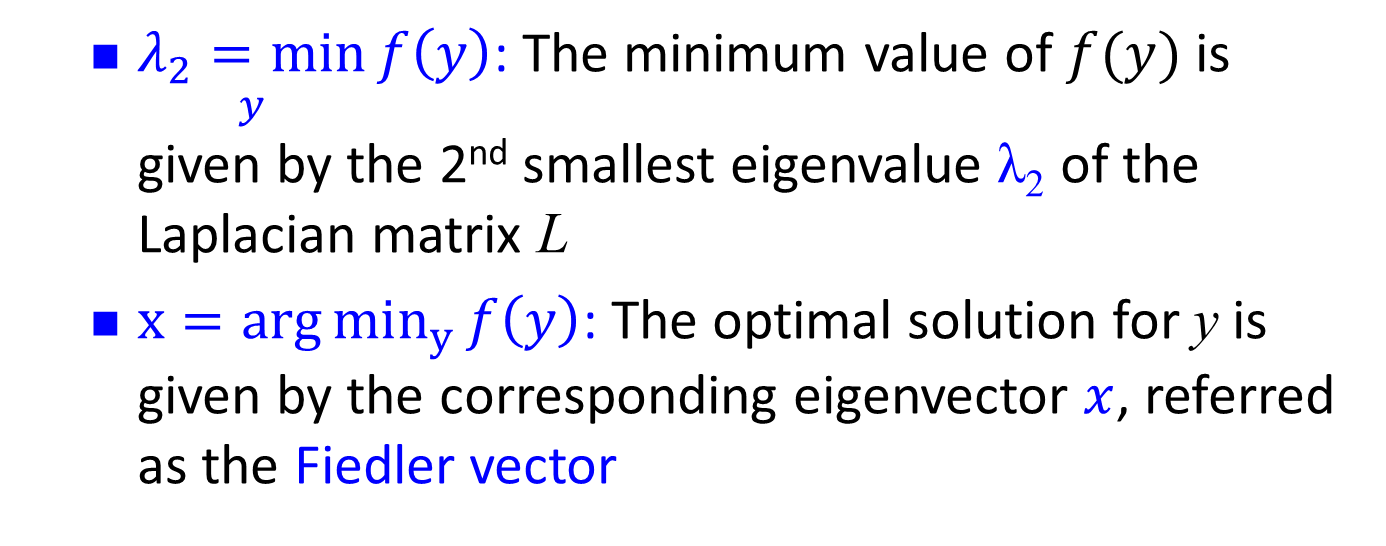 ▪ λ₂ = min f(y): The minimum value of f(y) is
y
given by the 2nd smallest eigenvalue λ₂ of the
Laplacian matrix L
▪ x = arg min_y f(y): The optimal solution for y is
given by the corresponding eigenvector x, referred
as the Fiedler vector